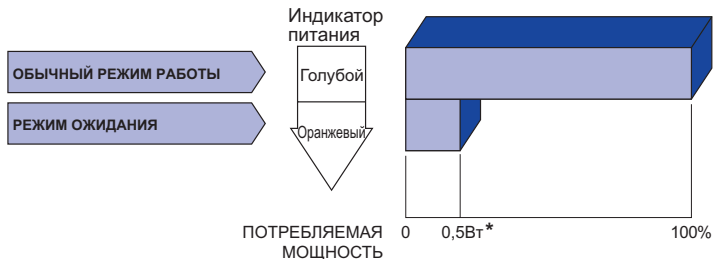 Индикатор
питания
ОБЫЧНЫЙ РЕЖИМ РАБОТЫ
Голубой
РЕЖИМ ОЖИДАНИЯ
Оранжевый
ПОТРЕБЛЯЕМАЯ
МОЩНОСТЬ
0 0,5Вт* 100%